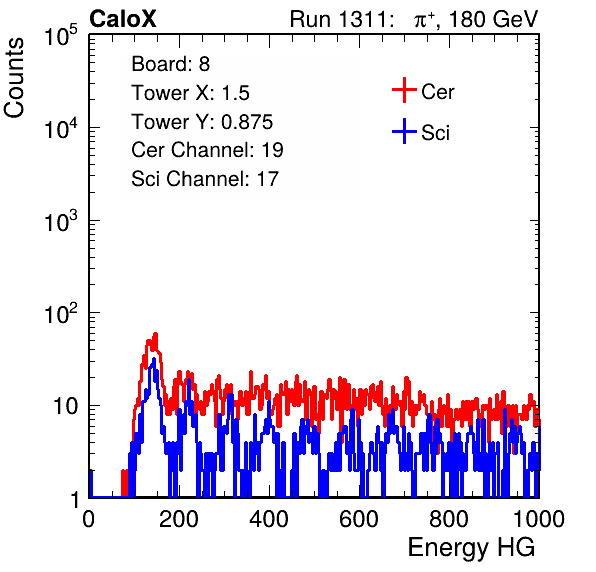 CaloX Run 1311: π⁺, 180 GeV
Board: 8
Tower X: 1.5
Tower Y: 0.875
Cer Channel: 19
Sci Channel: 17
Cer
Sci
Counts
10⁵
10⁴
10³
10²
10
1
0 200 400 600 800 1000
Energy HG